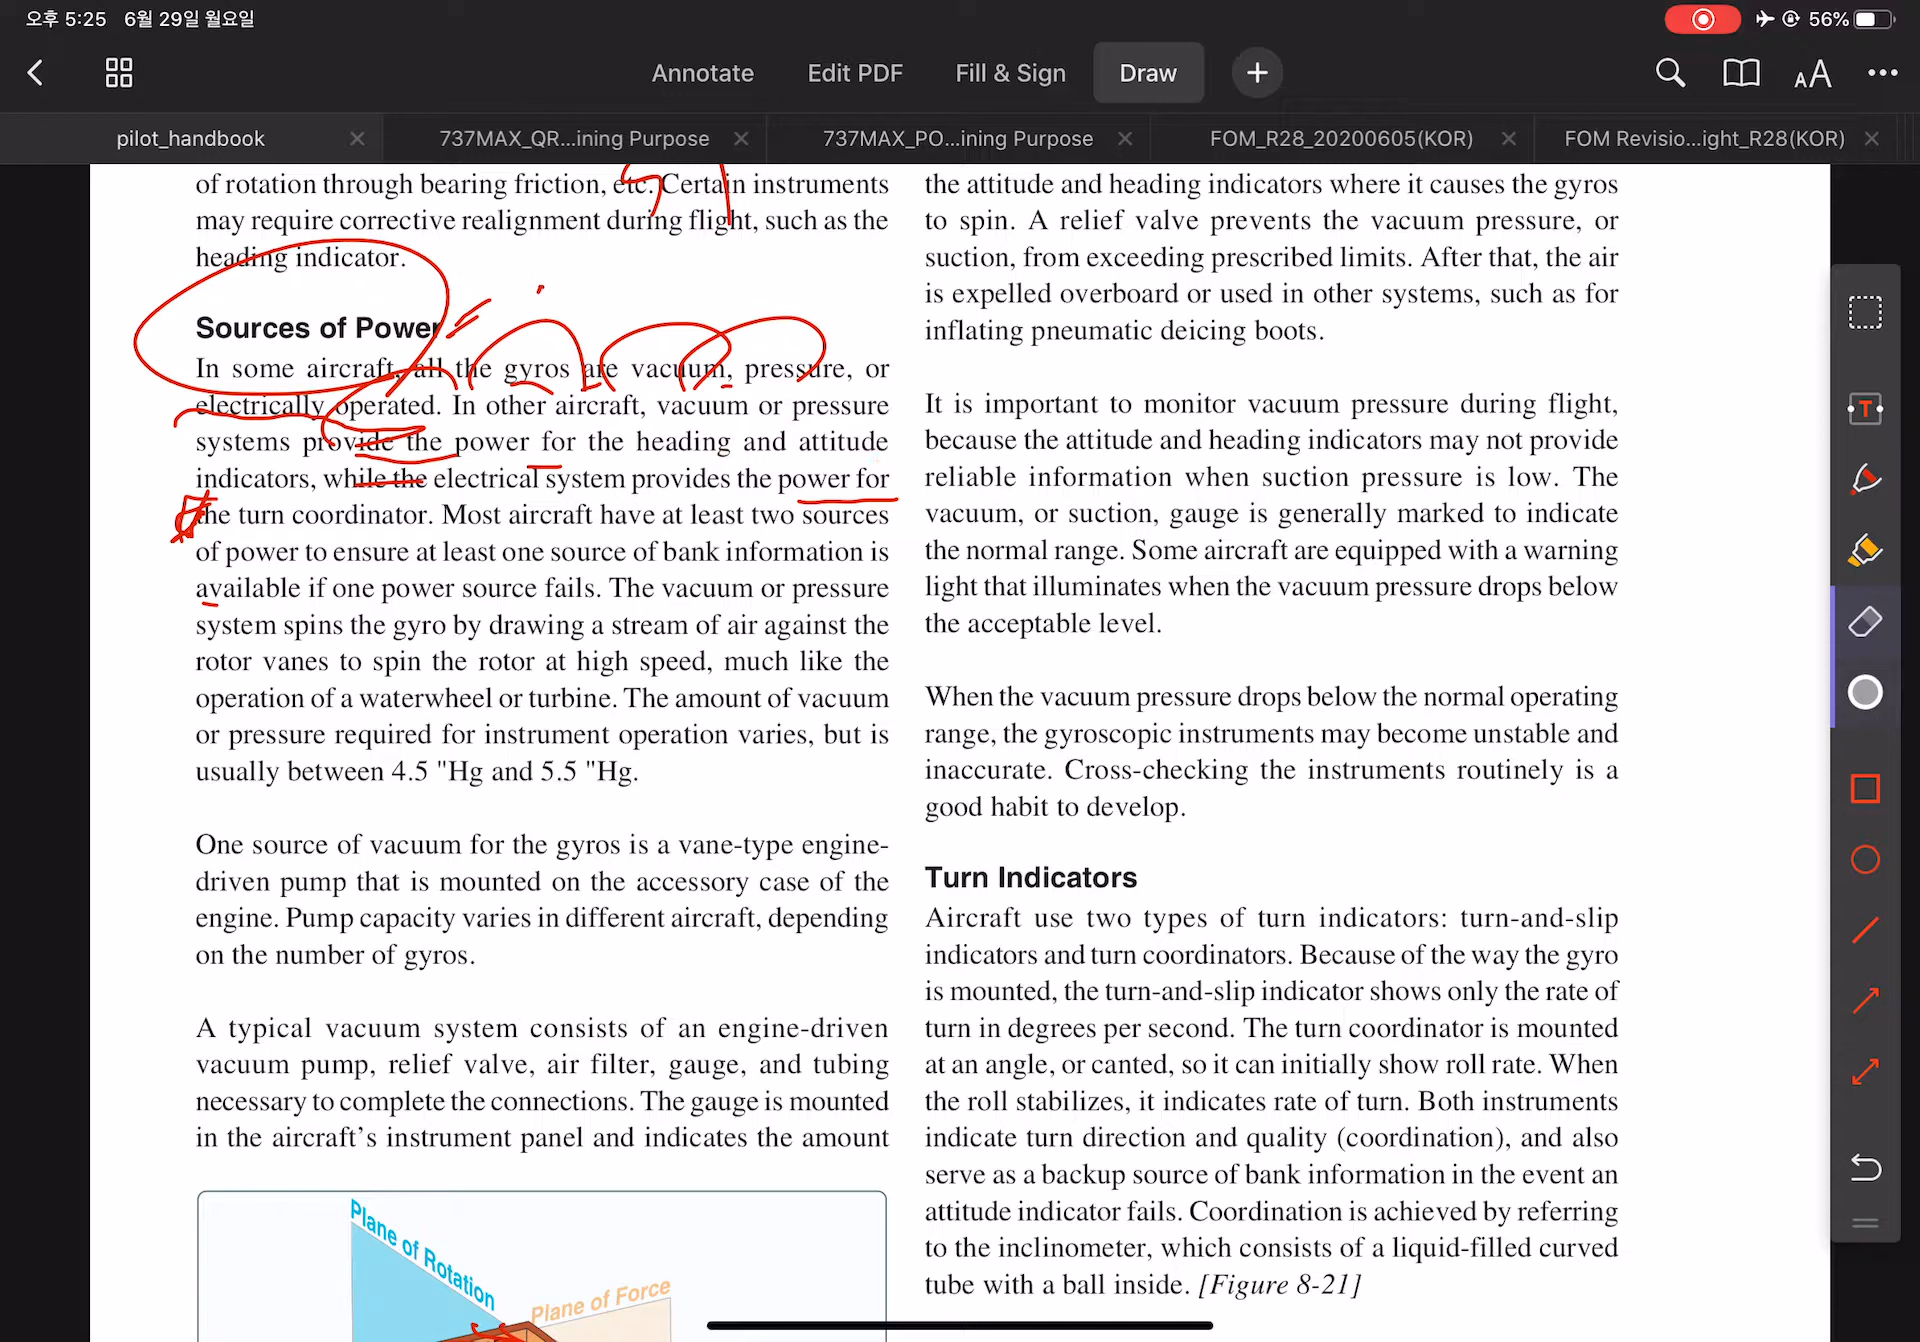 오후 5:25 6월 29일 월요일
56%
Annotate Edit PDF Fill & Sign Draw
AA
pilot_handbook
737MAX_QR...ining Purpose
737MAX_PO...ining Purpose
FOM_R28_20200605(KOR)
FOM Revisio...ight_R28(KOR)
of rotation through bearing friction, etc. Certain instruments
may require corrective realignment during flight, such as the
heading indicator.
Sources of Power
In some aircraft, all the gyros are vacuum, pressure, or
electrically operated. In other aircraft, vacuum or pressure
systems provide the power for the heading and attitude
indicators, while the electrical system provides the power for
the turn coordinator. Most aircraft have at least two sources
of power to ensure at least one source of bank information is
available if one power source fails. The vacuum or pressure
system spins the gyro by drawing a stream of air against the
rotor vanes to spin the rotor at high speed, much like the
operation of a waterwheel or turbine. The amount of vacuum
or pressure required for instrument operation varies, but is
usually between 4.5 "Hg and 5.5 "Hg.
One source of vacuum for the gyros is a vane-type engine-
driven pump that is mounted on the accessory case of the
engine. Pump capacity varies in different aircraft, depending
on the number of gyros.
A typical vacuum system consists of an engine-driven
vacuum pump, relief valve, air filter, gauge, and tubing
necessary to complete the connections. The gauge is mounted
in the aircraft's instrument panel and indicates the amount
Plane of Rotation
Plane of Force
the attitude and heading indicators where it causes the gyros
to spin. A relief valve prevents the vacuum pressure, or
suction, from exceeding prescribed limits. After that, the air
is expelled overboard or used in other systems, such as for
inflating pneumatic deicing boots.
It is important to monitor vacuum pressure during flight,
because the attitude and heading indicators may not provide
reliable information when suction pressure is low. The
vacuum, or suction, gauge is generally marked to indicate
the normal range. Some aircraft are equipped with a warning
light that illuminates when the vacuum pressure drops below
the acceptable level.
When the vacuum pressure drops below the normal operating
range, the gyroscopic instruments may become unstable and
inaccurate. Cross-checking the instruments routinely is a
good habit to develop.
Turn Indicators
Aircraft use two types of turn indicators: turn-and-slip
indicators and turn coordinators. Because of the way the gyro
is mounted, the turn-and-slip indicator shows only the rate of
turn in degrees per second. The turn coordinator is mounted
at an angle, or canted, so it can initially show roll rate. When
the roll stabilizes, it indicates rate of turn. Both instruments
indicate turn direction and quality (coordination), and also
serve as a backup source of bank information in the event an
attitude indicator fails. Coordination is achieved by referring
to the inclinometer, which consists of a liquid-filled curved
tube with a ball inside. [Figure 8-21]
T